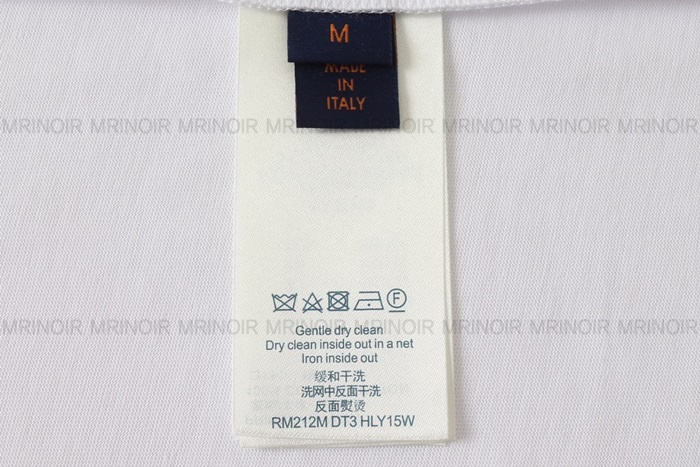 M
MADE
IN
ITALY
MRINOIR MRINOIR MRINOIR MRINOIR MRINOIR MRINOIR MRINOIR MRINOIR
F
MRINOIR MRINOIR MRINOIR MRINOIR MRINOIR MRINOIR MRINOIR MRINOIR
Gentle dry clean
Dry clean inside out in a net
Iron inside out
缓和干洗
洗网中反面干洗
反面熨烫
RM212M DT3 HLY15W